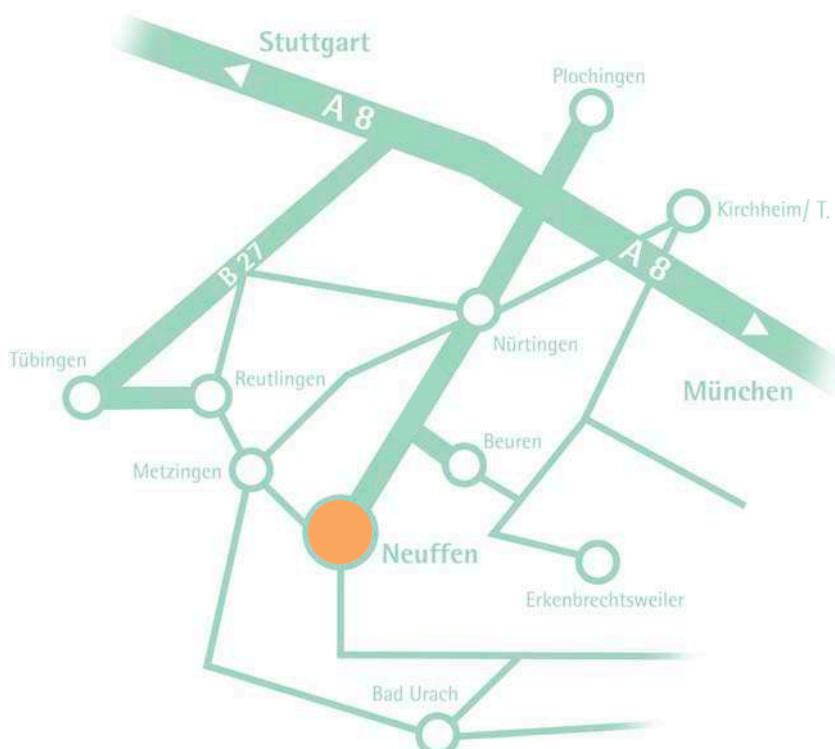 Stuttgart
Plochingen
A 8
Kirchheim/ T.
B 27
A 8
Nürtingen
Tübingen
Reutlingen
München
Beuren
Metzingen
Neuffen
Erkenbrechtsweiler
Bad Urach